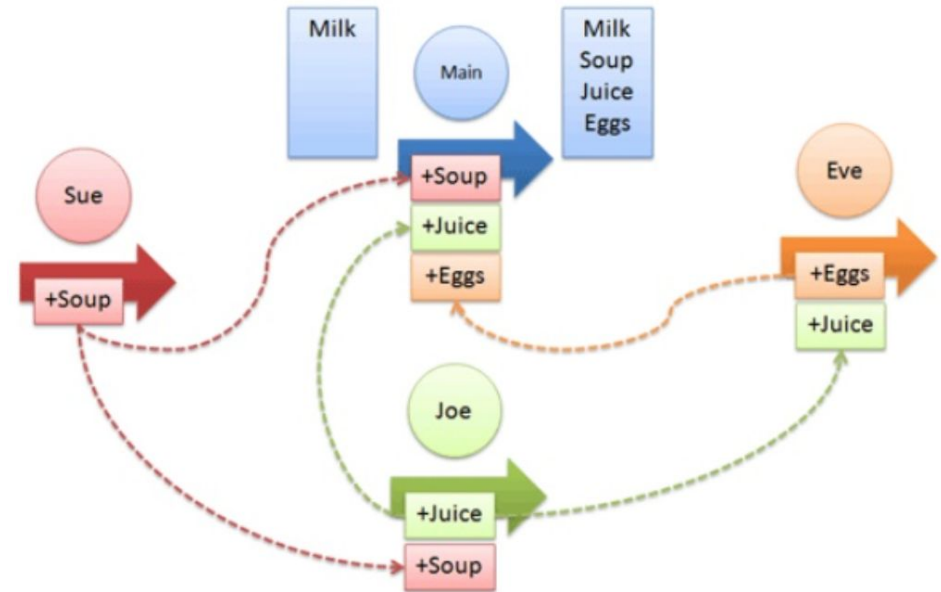 Milk
Main
Milk
Soup
Juice
Eggs
Sue
+Soup
+Soup
+Juice
+Eggs
Eve
+Eggs
+Juice
Joe
+Juice
+Soup